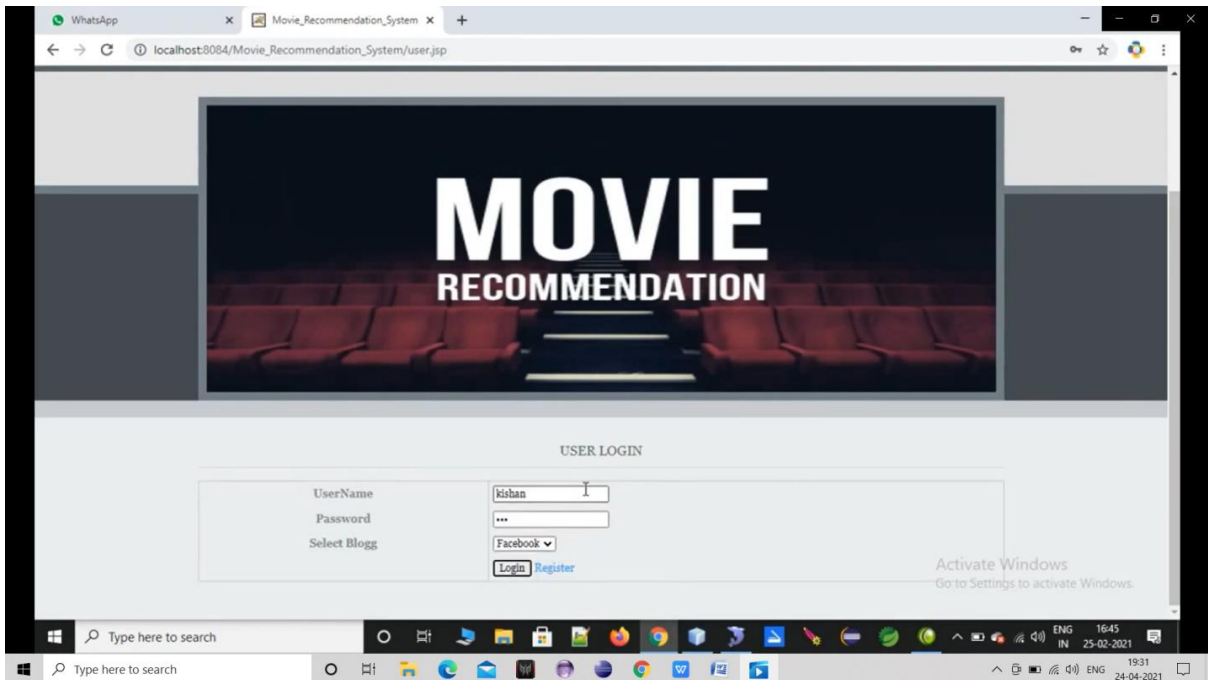 WhatsApp
Movie_Recommendation_System
localhost:8084/Movie_Recommendation_System/user.jsp
MOVIE
RECOMMENDATION
USER LOGIN
UserName kishan
Password •••
Select Blogg Facebook
Login Register
Activate Windows
Go to Settings to activate Windows.
Type here to search
ENG 16:45
IN 25-02-2021
Type here to search
ENG 19:31
24-04-2021